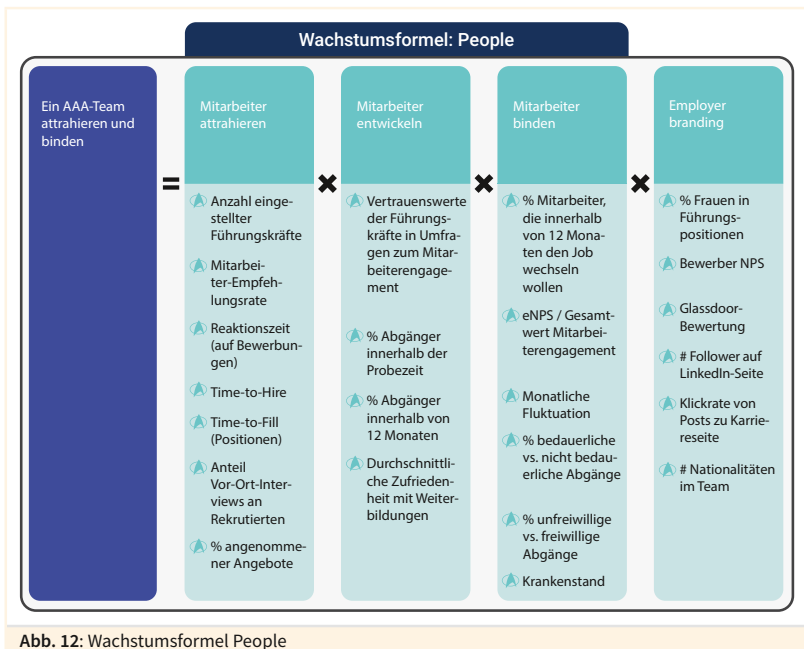 Wachstumsformel: People
Ein AAA-Team
attrahieren und
binden
=
Mitarbeiter
attrahieren
Anzahl einge-
stellter
Führungskräfte
Mitarbei-
ter-Empfeh-
lungsrate
Reaktionszeit
(auf Bewerbun-
gen)
Time-to-Hire
Time-to-Fill
(Positionen)
Anteil
Vor-Ort-Inter-
views an
Rekrutierten
% angenomme-
ner Angebote
✖
Mitarbeiter
entwickeln
Vertrauenswerte
der Führungs-
kräfte in Umfra-
gen zum Mitar-
beiterengage-
ment
% Abgänger
innerhalb der
Probezeit
% Abgänger
innerhalb von
12 Monaten
Durchschnittli-
che Zufrieden-
heit mit Weiter-
bildungen
✖
Mitarbeiter
binden
% Mitarbeiter,
die innerhalb
von 12 Mona-
ten den Job
wechseln
wollen
eNPS / Gesamt-
wert Mitarbei-
terengagement
Monatliche
Fluktuation
% bedauerliche
vs. nicht bedau-
erliche Abgänge
% unfreiwillige
vs. freiwillige
Abgänge
Krankenstand
✖
Employer
branding
% Frauen in
Führungs-
positionen
Bewerber NPS
Glassdoor-
Bewertung
# Follower auf
LinkedIn-Seite
Klickrate von
Posts zu Karrie-
reseite
# Nationalitäten
im Team
Abb. 12: Wachstumsformel People